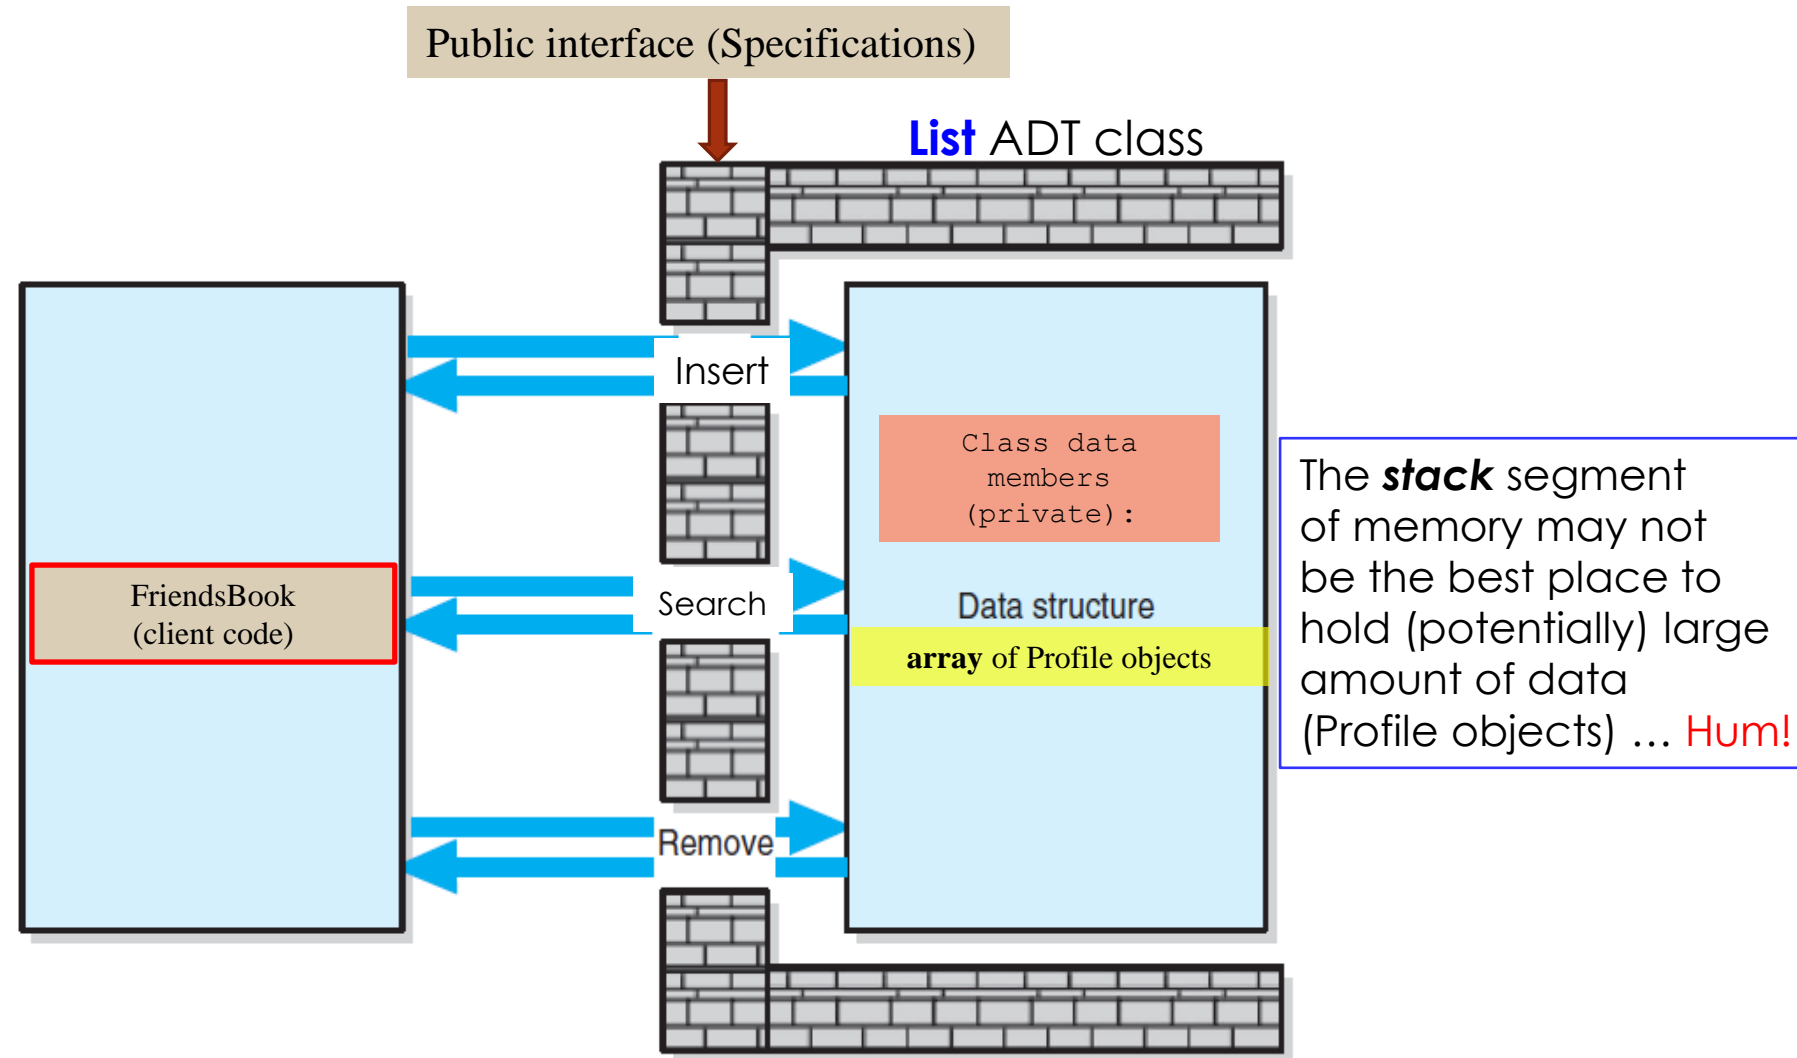 Public interface (Specifications)
List ADT class
Insert
Class data
members
(private):
The stack segment
of memory may not
be the best place to
hold (potentially) large
amount of data
(Profile objects) … Hum!
FriendsBook
(client code)
Search
Data structure
array of Profile objects
Remove